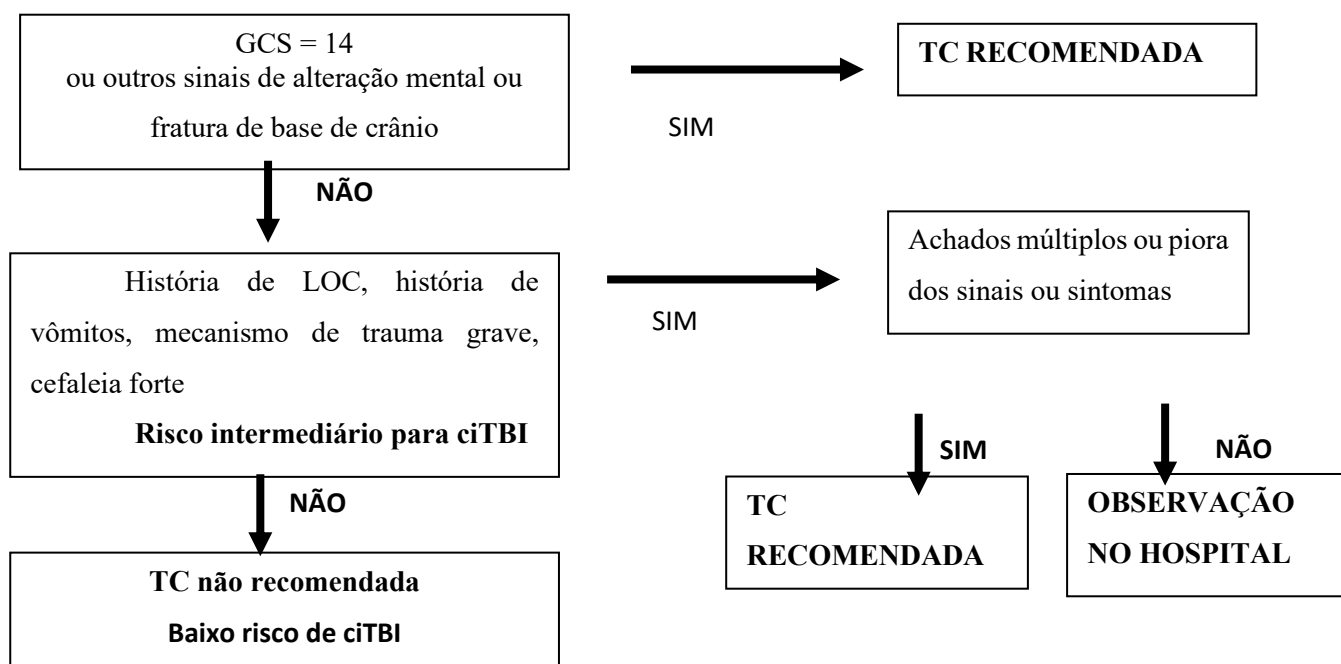 GCS = 14
ou outros sinais de alteração mental ou
fratura de base de crânio
SIM
TC RECOMENDADA
NÃO
História de LOC, história de
vômitos, mecanismo de trauma grave,
cefaleia forte
Risco intermediário para ciTBI
SIM
Achados múltiplos ou piora
dos sinais ou sintomas
SIM
NÃO
TC
RECOMENDADA
OBSERVAÇÃO
NO HOSPITAL
NÃO
TC não recomendada
Baixo risco de ciTBI